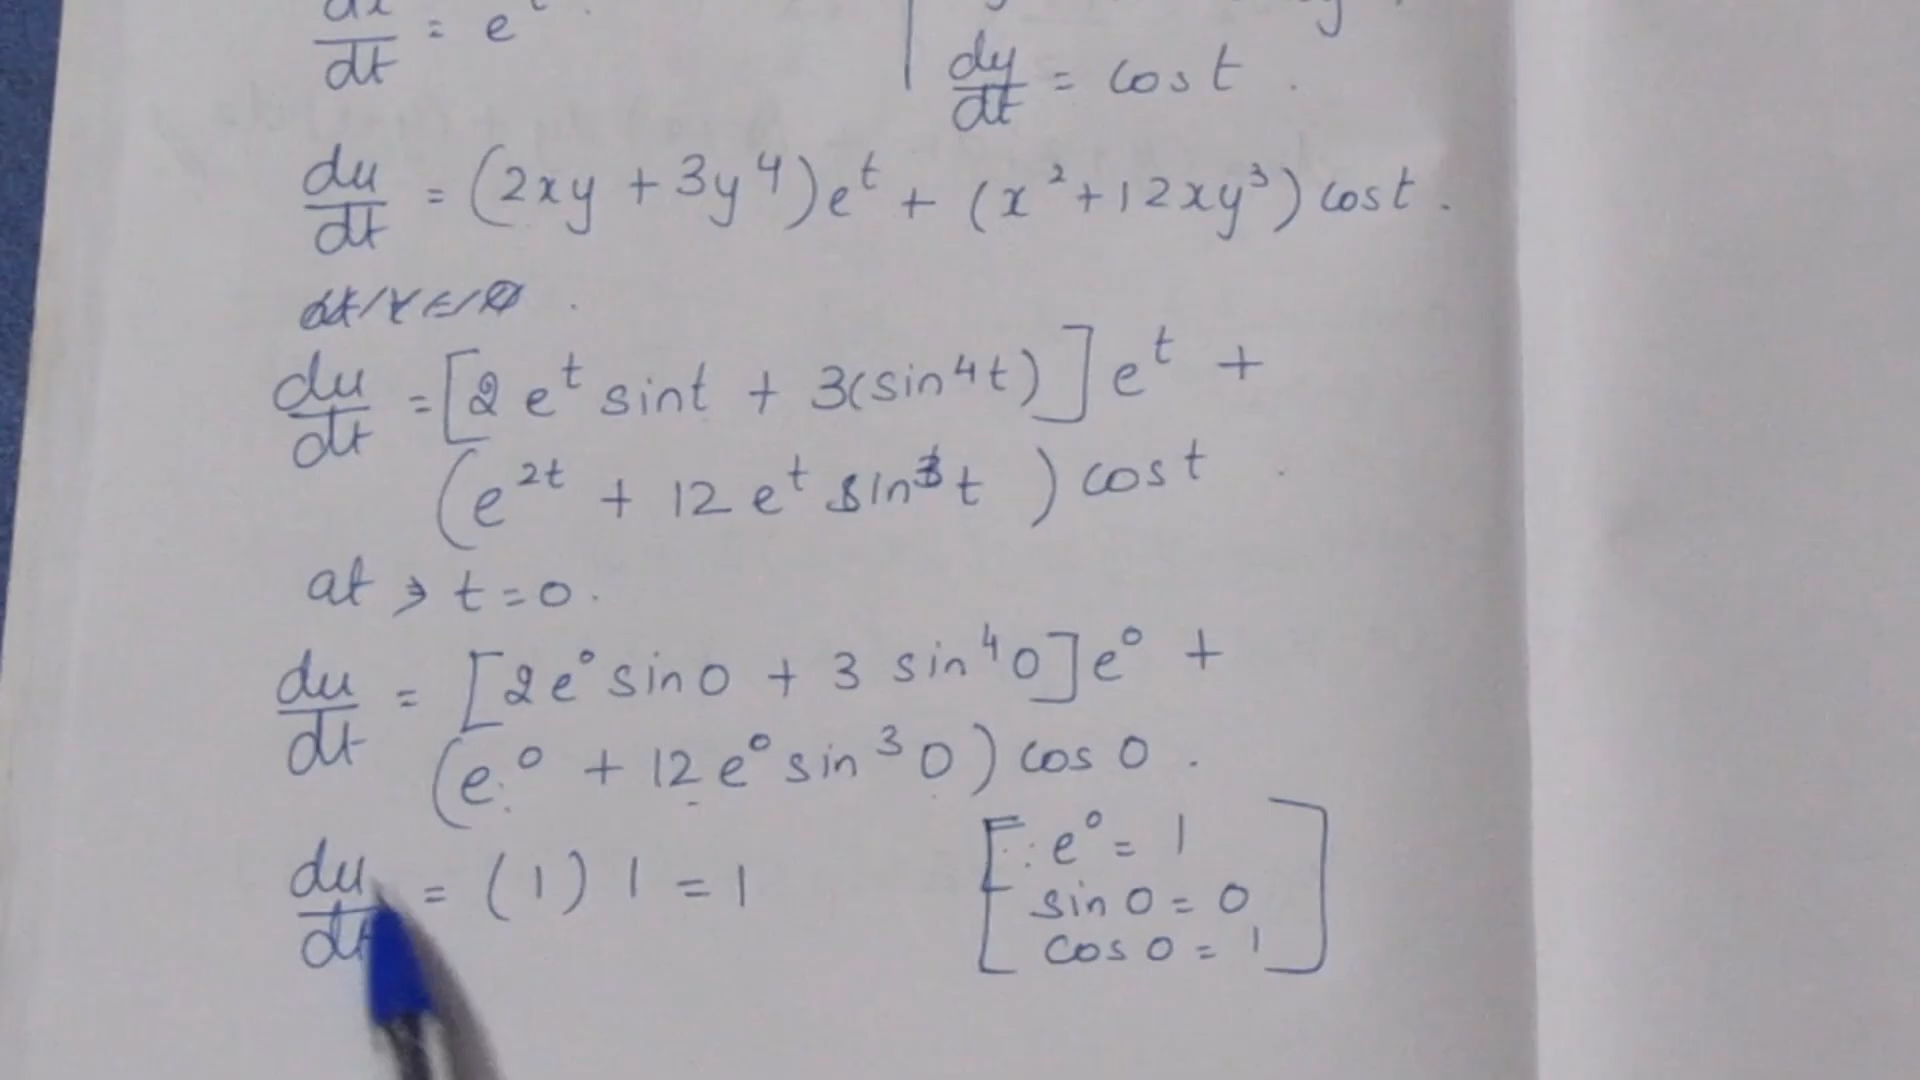 dx/dt = e^t.
dy/dt = cos t.
du/dt = (2xy + 3y^4)e^t + (x^2 + 12xy^3) cos t.
du/dt = [2 e^t sin t + 3(sin^4 t)] e^t +
(e^2t + 12 e^t sin^3 t) cos t.
at, t = 0.
du/dt = [2e^0 sin 0 + 3 sin^4 0] e^0 +
(e^0 + 12 e^0 sin^3 0) cos 0.
du/dt = (1) 1 = 1
[∵ e^0 = 1
sin 0 = 0
cos 0 = 1]